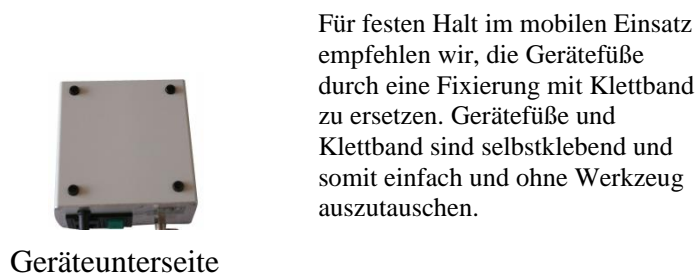 Für festen Halt im mobilen Einsatz
empfehlen wir, die Gerätefüße
durch eine Fixierung mit Klettband
zu ersetzen. Gerätefüße und
Klettband sind selbstklebend und
somit einfach und ohne Werkzeug
auszutauschen.
Geräteunterseite